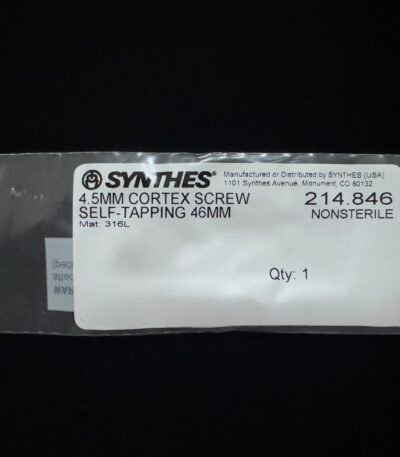 SYNTHES® Manufactured or Distributed by SYNTHES (USA)
1101 Synthes Avenue, Monument, CO 80132
4.5MM CORTEX SCREW 214.846
SELF-TAPPING 46MM NONSTERILE
Mat: 316L
Qty: 1